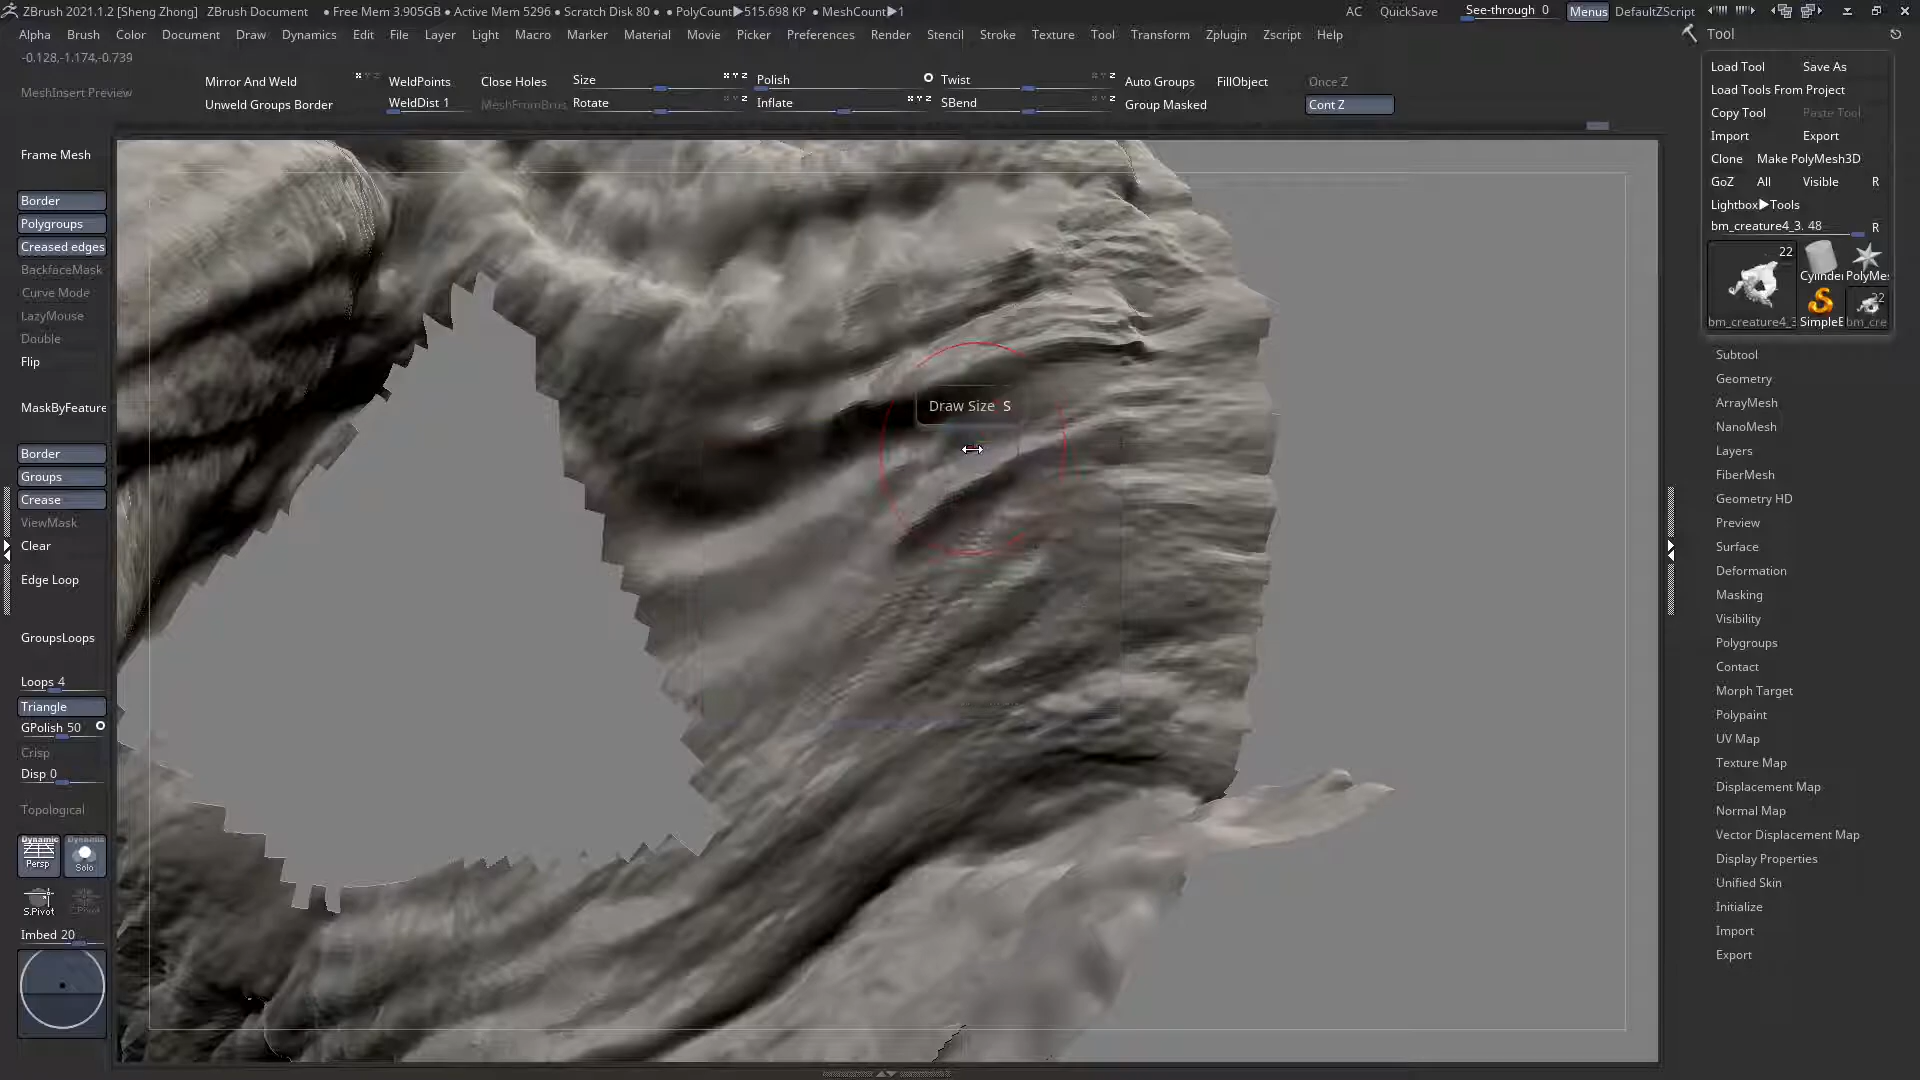 ZBrush 2021.1.2 [Sheng Zhong] ZBrush Document • Free Mem 3.905GB • Active Mem 5296 • Scratch Disk 80 • • PolyCount▶515.698 KP • MeshCount▶1 AC QuickSave See-through 0 Menus DefaultZScript
Alpha Brush Color Document Draw Dynamics Edit File Layer Light Macro Marker Material Movie Picker Preferences Render Stencil Stroke Texture Tool Transform Zplugin Zscript Help
-0.128,-1.174,-0.739
MeshInsert Preview
Mirror And Weld WeldPoints Close Holes Size Polish Twist Auto Groups FillObject Once Z
Unweld Groups Border WeldDist 1 MeshFromBrus Rotate Inflate SBend Group Masked Cont Z
Frame Mesh
Border
Polygroups
Creased edges
BackfaceMask
Curve Mode
LazyMouse
Double
Flip
MaskByFeature
Border
Groups
Crease
ViewMask
Clear
Edge Loop
GroupsLoops
Loops 4
Triangle
GPolish 50
Crisp
Disp 0
Topological
Dynamic Dynamic
Persp Solo
S.Pivot C.Pivot
Imbed 20
Draw Size S
Tool
Load Tool Save As
Load Tools From Project
Copy Tool Paste Tool
Import Export
Clone Make PolyMesh3D
GoZ All Visible R
Lightbox▶Tools
bm_creature4_3. 48 R
22
Cylinder PolyMe
22
bm_creature4_3 SimpleE bm_cre
Subtool
Geometry
ArrayMesh
NanoMesh
Layers
FiberMesh
Geometry HD
Preview
Surface
Deformation
Masking
Visibility
Polygroups
Contact
Morph Target
Polypaint
UV Map
Texture Map
Displacement Map
Normal Map
Vector Displacement Map
Display Properties
Unified Skin
Initialize
Import
Export